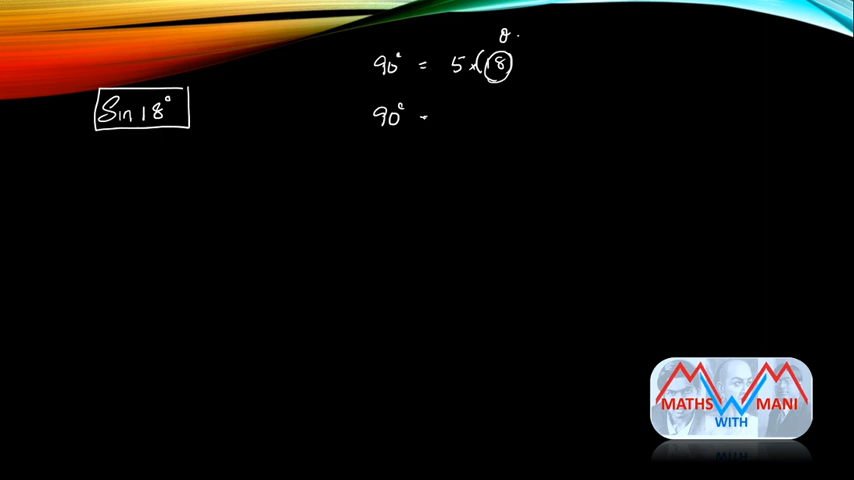 θ.
90° = 5×(18)
Sin 18°
90° -
MATHS MANI
WITH